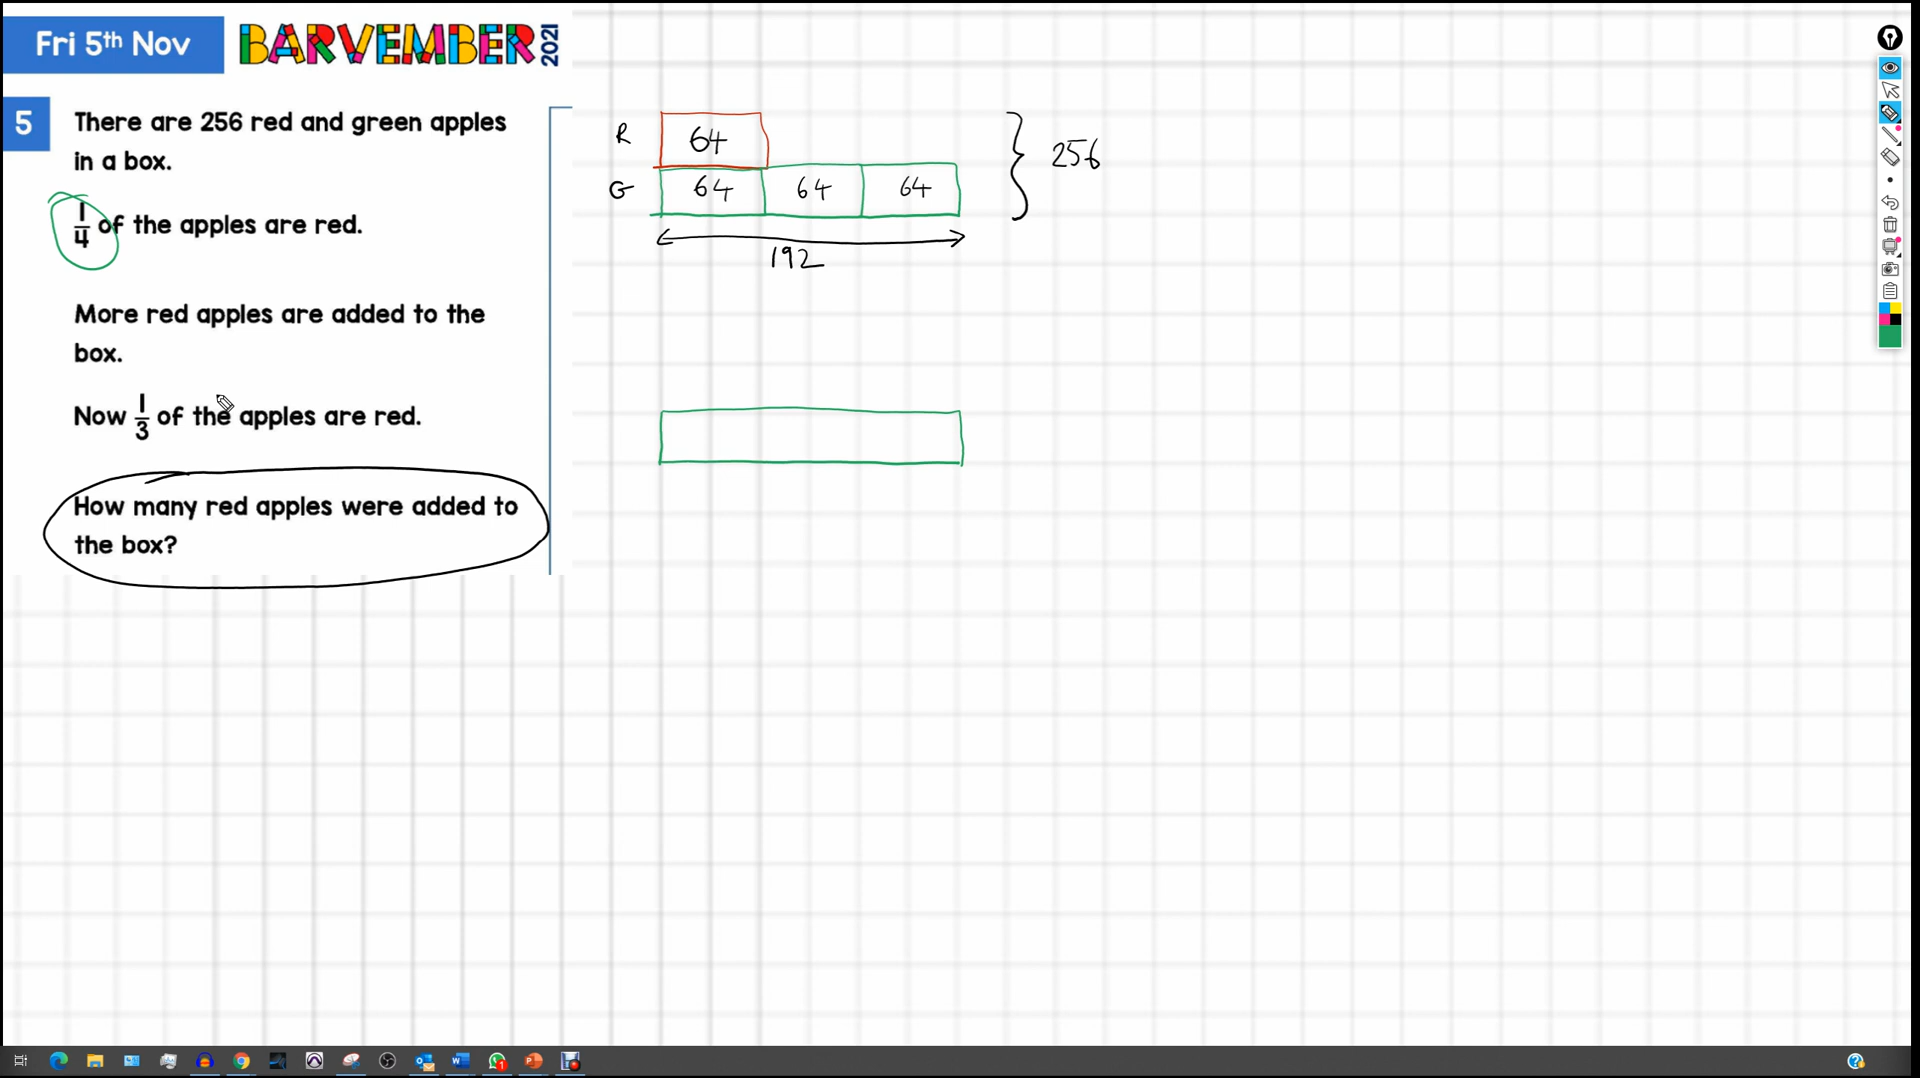 Fri 5th Nov BARVEMBER 2021
5 There are 256 red and green apples
in a box.
1/4 of the apples are red.
More red apples are added to the
box.
Now 1/3 of the apples are red.
How many red apples were added to
the box?
R 64
G 64 64 64
256
192